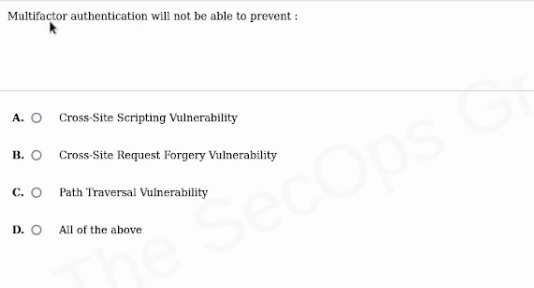 Multifactor authentication will not be able to prevent :
A. Cross-Site Scripting Vulnerability
B. Cross-Site Request Forgery Vulnerability
C. Path Traversal Vulnerability
D. All of the above
The SecOps Gr